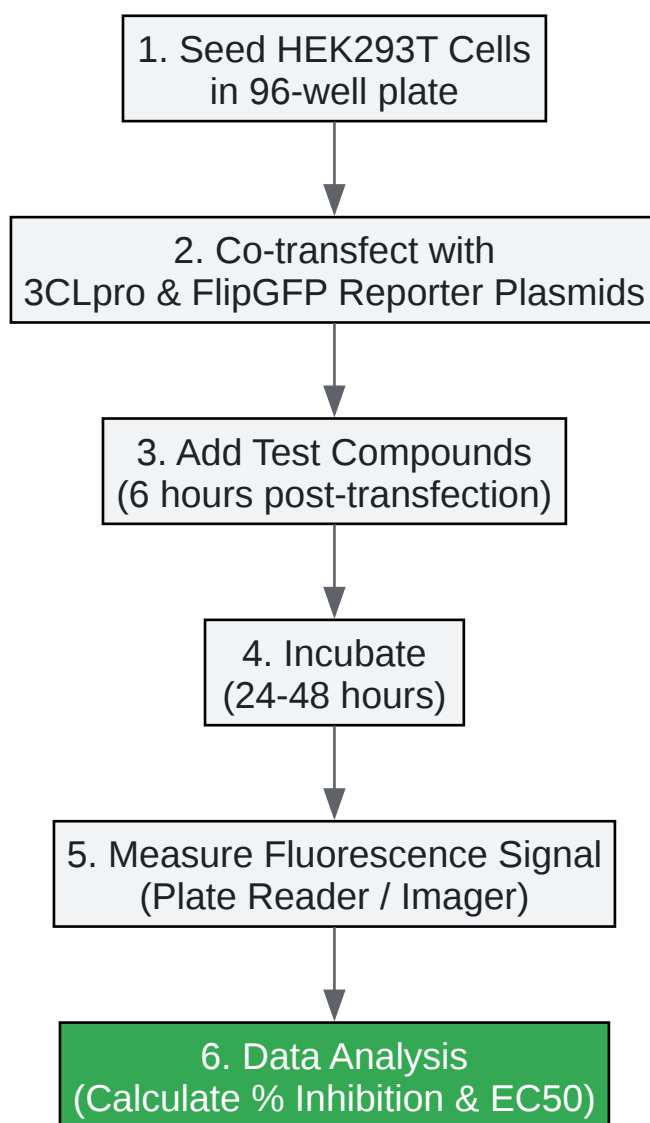 1. Seed HEK293T Cells
in 96-well plate
2. Co-transfect with
3CLpro & FlipGFP Reporter Plasmids
3. Add Test Compounds
(6 hours post-transfection)
4. Incubate
(24-48 hours)
5. Measure Fluorescence Signal
(Plate Reader / Imager)
6. Data Analysis
(Calculate % Inhibition & EC50)